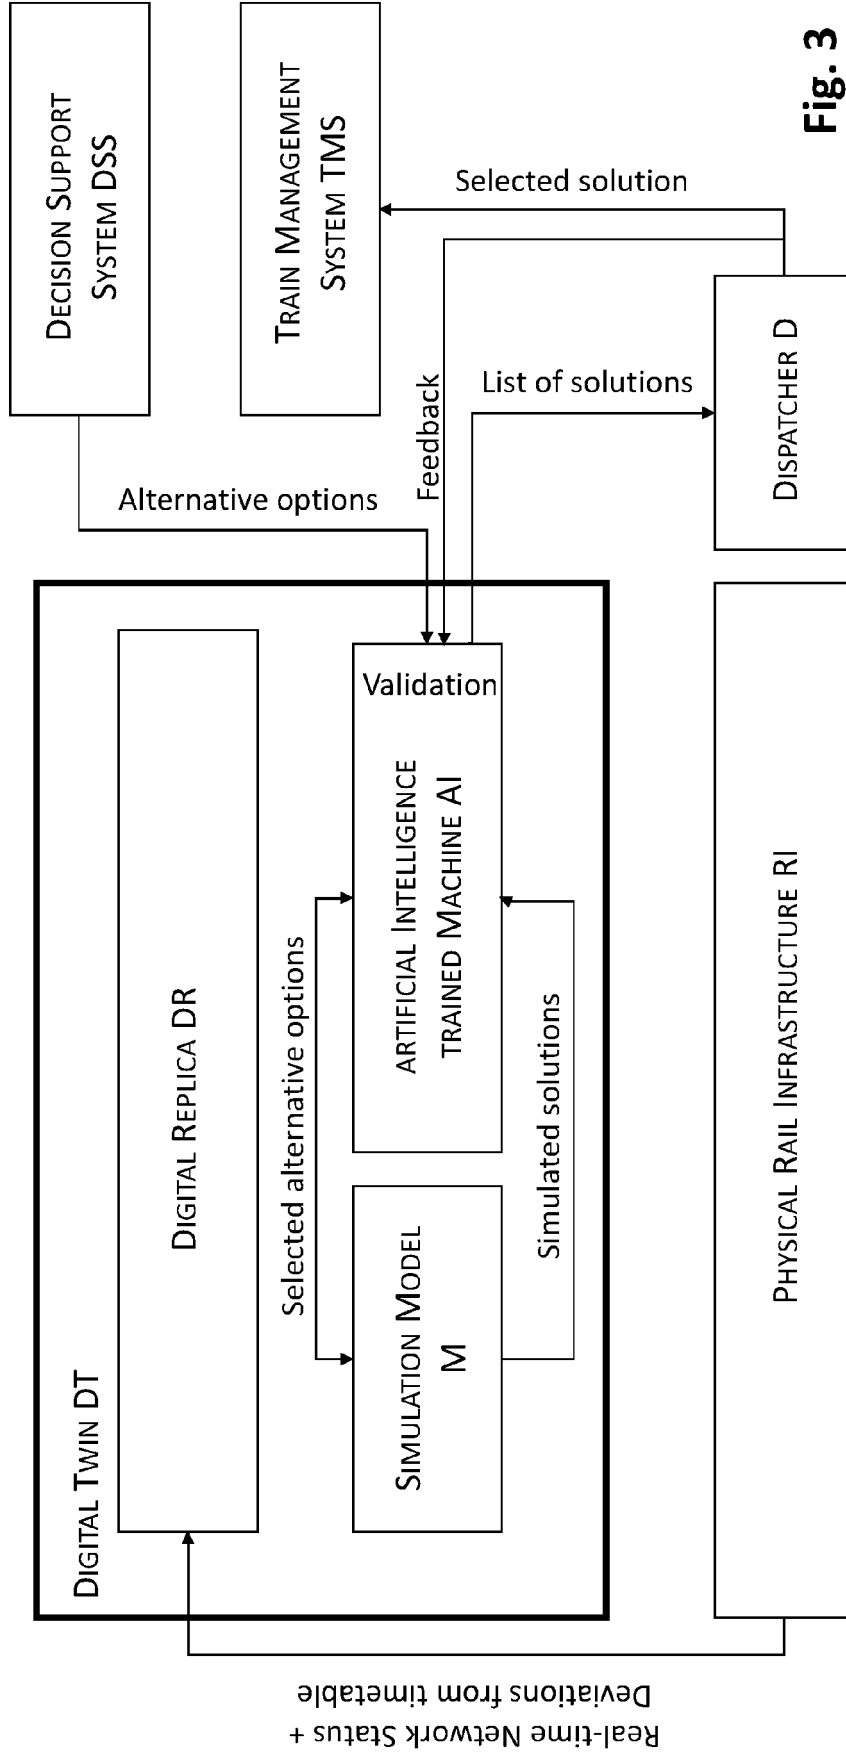 Real-time Network Status +
Deviations from timetable
DIGITAL TWIN DT
DIGITAL REPLICA DR
Selected alternative options
SIMULATION MODEL
M
ARTIFICIAL INTELLIGENCE
TRAINED MACHINE AI
Validation
Simulated solutions
PHYSICAL RAIL INFRASTRUCTURE RI
DECISION SUPPORT
SYSTEM DSS
Alternative options
TRAIN MANAGEMENT
SYSTEM TMS
Feedback
List of solutions
Selected solution
DISPATCHER D
Fig. 3